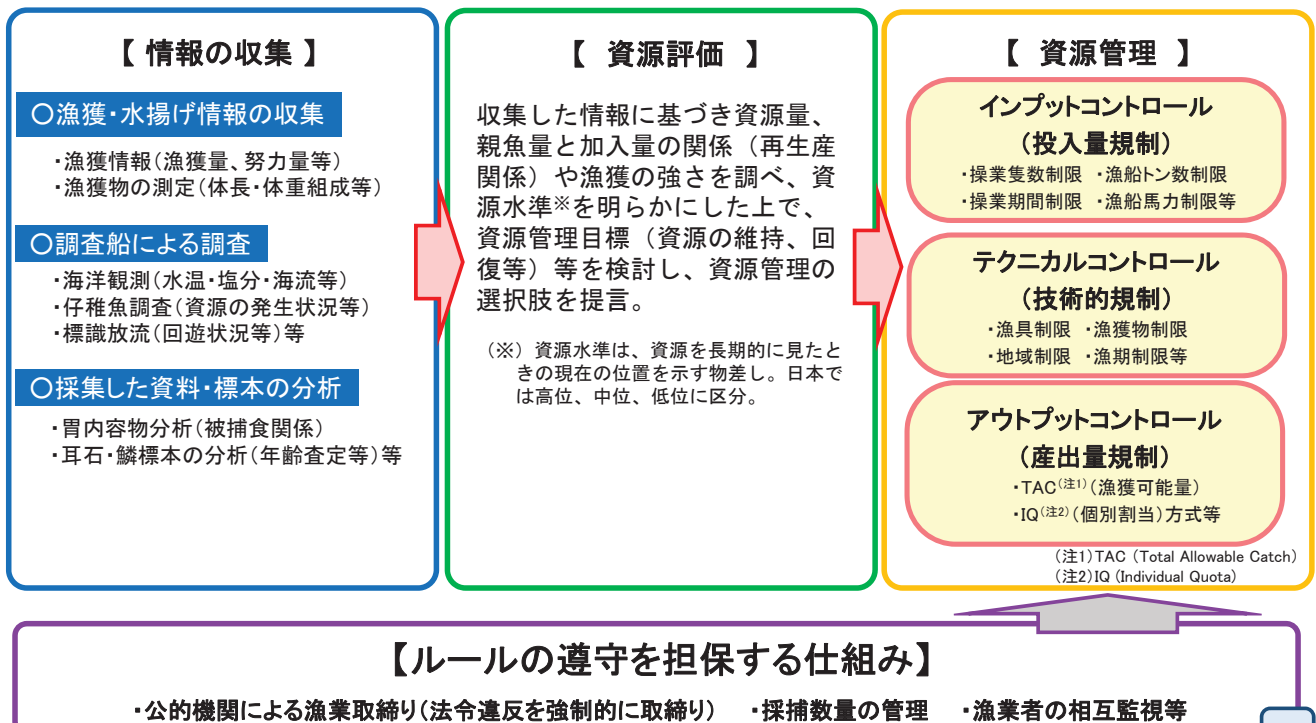 【 情報の収集 】
〇漁獲・水揚げ情報の収集
・漁獲情報(漁獲量、努力量等)
・漁獲物の測定(体長・体重組成等)
〇調査船による調査
・海洋観測(水温・塩分・海流等)
・仔稚魚調査(資源の発生状況等)
・標識放流(回遊状況等)等
〇採集した資料・標本の分析
・胃内容物分析(被捕食関係)
・耳石・鱗標本の分析(年齢査定等)等
【 資源評価 】
収集した情報に基づき資源量、
親魚量と加入量の関係（再生産
関係）や漁獲の強さを調べ、資
源水準※を明らかにした上で、
資源管理目標（資源の維持、回
復等）等を検討し、資源管理の
選択肢を提言。
（※）資源水準は、資源を長期的に見たと
きの現在の位置を示す物差し。日本で
は高位、中位、低位に区分。
【 資源管理 】
インプットコントロール
（投入量規制）
・操業隻数制限 ・漁船トン数制限
・操業期間制限 ・漁船馬力制限等
テクニカルコントロール
（技術的規制）
・漁具制限 ・漁獲物制限
・地域制限 ・漁期制限等
アウトプットコントロール
（産出量規制）
・TAC(注1)(漁獲可能量)
・IQ(注2)(個別割当)方式等
(注1)TAC (Total Allowable Catch)
(注2)IQ (Individual Quota)
【ルールの遵守を担保する仕組み】
・公的機関による漁業取締り(法令違反を強制的に取締り) ・採捕数量の管理 ・漁業者の相互監視等